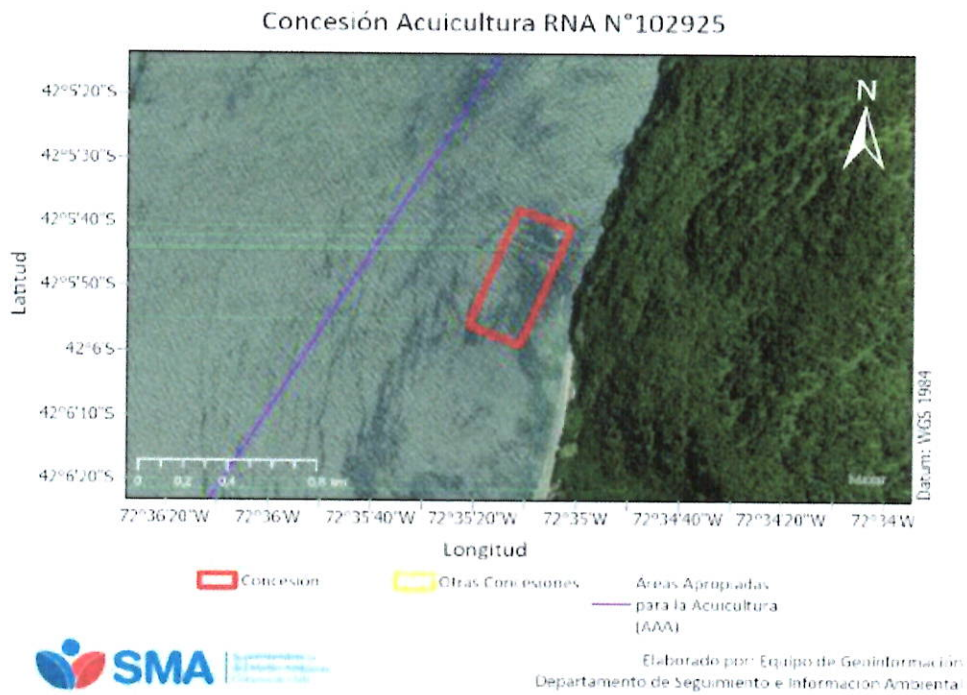 Concesión Acuicultura RNA N°102925
42°5'20"S
42°5'30"S
42°5'40"S
42°5'50"S
42°6'S
42°6'10"S
42°6'20"S
Latitud
N
0 0,2 0,4 0,8 km
Maxar
Datum: WGS 1984
72°36'20"W 72°36'W 72°35'40"W 72°35'20"W 72°35'W 72°34'40"W 72°34'20"W 72°34'W
Longitud
Concesión
Otras Concesiones
Áreas Apropiadas
para la Acuicultura
(AAA)
SMA
Elaborado por: Equipo de Geoinformación
Departamento de Seguimiento e Información Ambiental